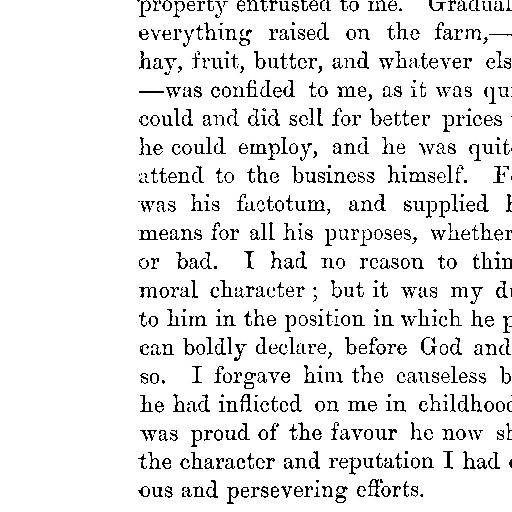 property entrusted to me. Gradual
everything raised on the farm,—
hay, fruit, butter, and whatever els
—was confided to me, as it was qu
could and did sell for better prices
he could employ, and he was quit
attend to the business himself. F
was his factotum, and supplied
means for all his purposes, whether
or bad. I had no reason to thin
moral character; but it was my d
to him in the position in which he p
can boldly declare, before God and
so. I forgave him the causeless b
he had inflicted on me in childhood
was proud of the favour he now sh
the character and reputation I had
ous and persevering efforts.